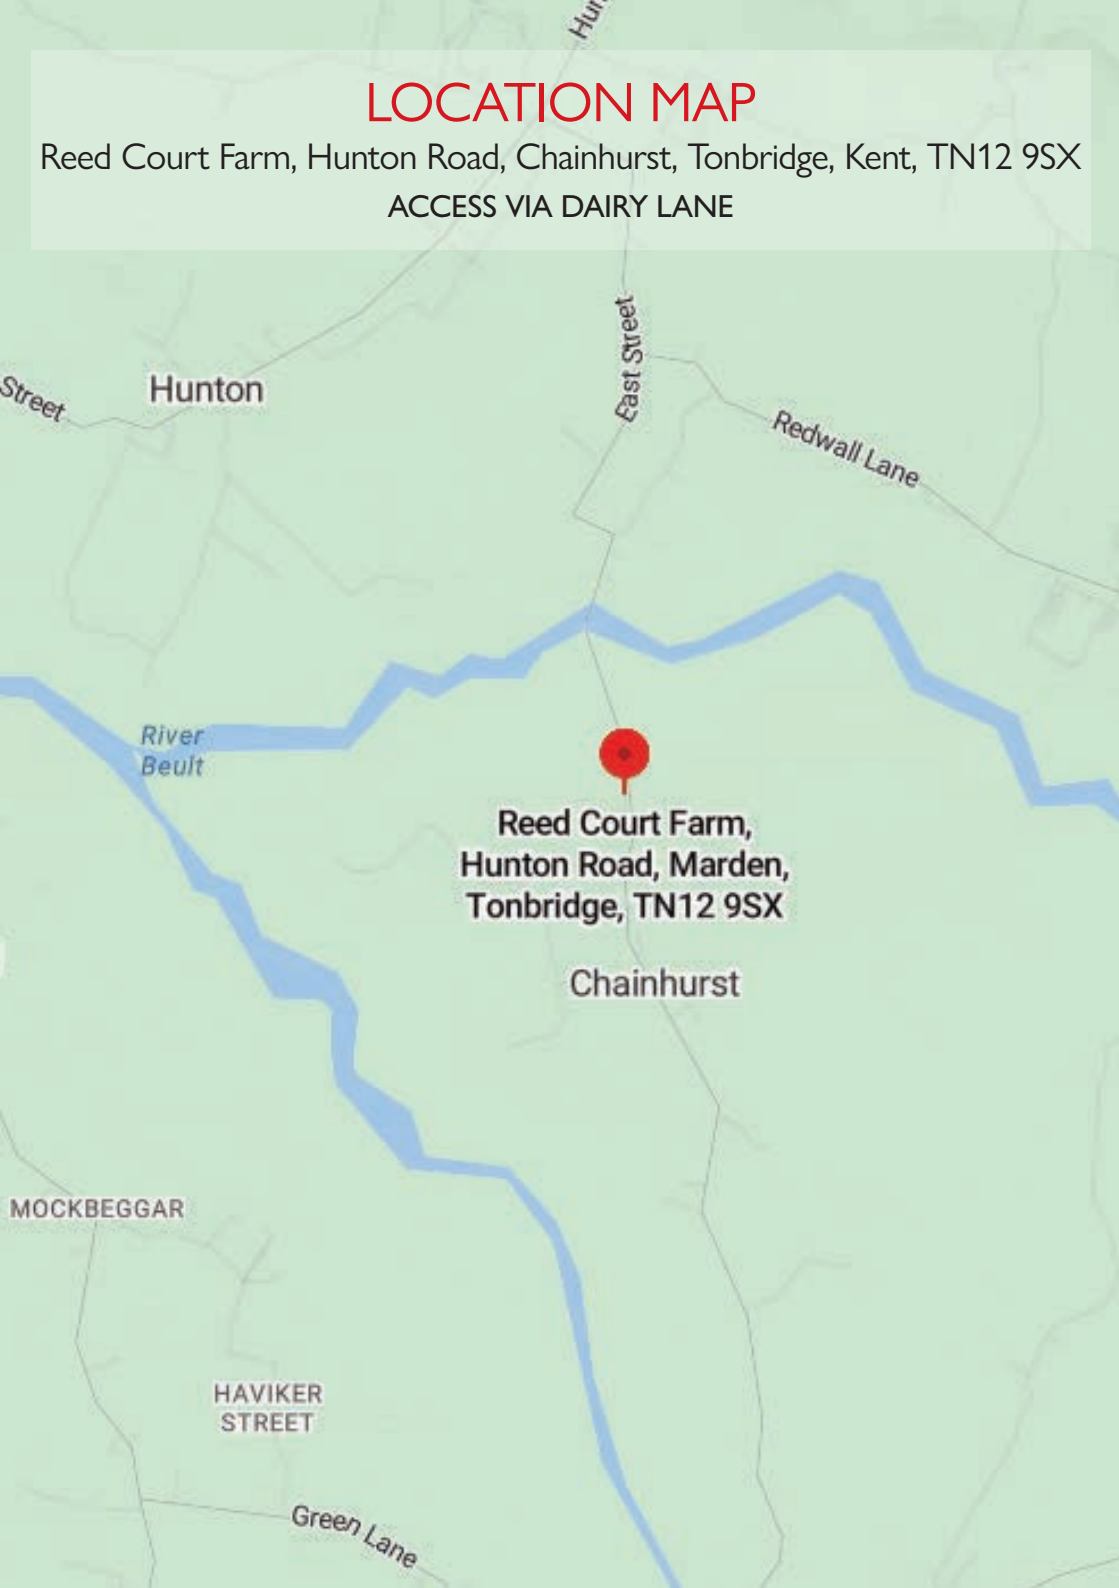 Hun
LOCATION MAP
Reed Court Farm, Hunton Road, Chainhurst, Tonbridge, Kent, TN12 9SX
ACCESS VIA DAIRY LANE
East Street
Street
Hunton
Redwall Lane
River
Beult
Reed Court Farm,
Hunton Road, Marden,
Tonbridge, TN12 9SX
Chainhurst
MOCKBEGGAR
HAVIKER
STREET
Green Lane